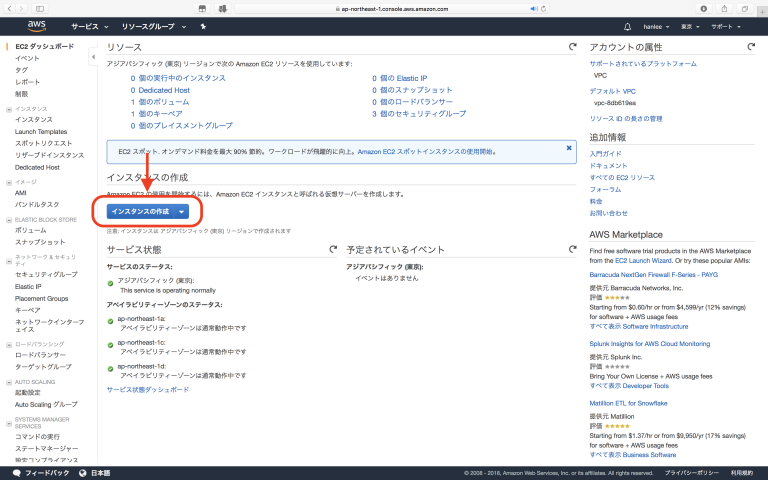 ap-northeast-1.console.aws.amazon.com
aws
サービス
リソースグループ
hanlee
東京
サポート
EC2 ダッシュボード
イベント
タグ
レポート
制限
インスタンス
インスタンス
Launch Templates
スポットリクエスト
リザーブドインスタンス
Dedicated Host
イメージ
AMI
バンドルタスク
ELASTIC BLOCK STORE
ボリューム
スナップショット
ネットワーク & セキュリ
ティ
セキュリティグループ
Elastic IP
Placement Groups
キーペア
ネットワークインターフ
ェイス
ロードバランシング
ロードバランサー
ターゲットグループ
AUTO SCALING
起動設定
Auto Scaling グループ
SYSTEMS MANAGER
SERVICES
コマンドの実行
ステートマネージャー
設定コンプライアンス
リソース
アジアパシフィック (東京) リージョンで次の Amazon EC2 リソースを使用しています:
0 個の実行中のインスタンス
0 個の Elastic IP
0 Dedicated Host
0 個のスナップショット
1 個のボリューム
0 個のロードバランサー
1 個のキーペア
3 個のセキュリティグループ
0 個のプレイスメントグループ
EC2 スポット. オンデマンド料金を最大 90% 節約。ワークロードが飛躍的に向上。Amazon EC2 スポットインスタンスの使用開始。
インスタンスの作成
Amazon EC2 の使用を開始するには、Amazon EC2 インスタンスと呼ばれる仮想サーバーを作成します。
インスタンスの作成
注意: インスタンスは アジアパシフィック (東京) リージョンで作成されます
サービス状態
サービスのステータス:
アジアパシフィック (東京):
This service is operating normally
アベイラビリティーゾーンのステータス:
ap-northeast-1a:
アベイラビリティーゾーンは通常動作中です
ap-northeast-1c:
アベイラビリティーゾーンは通常動作中です
ap-northeast-1d:
アベイラビリティーゾーンは通常動作中です
サービス状態ダッシュボード
予定されているイベント
アジアパシフィック (東京):
イベントはありません
アカウントの属性
サポートされているプラットフォーム
VPC
デフォルト VPC
vpc-8db619ea
リソース ID の長さの管理
追加情報
入門ガイド
ドキュメント
すべての EC2 リソース
フォーラム
料金
お問い合わせ
AWS Marketplace
Find free software trial products in the AWS Marketplace
from the EC2 Launch Wizard. Or try these popular AMIs:
Barracuda NextGen Firewall F-Series - PAYG
提供元 Barracuda Networks, Inc.
評価
Starting from $0.60/hr or from $4,599/yr (12% savings)
for software + AWS usage fees
すべて表示 Software Infrastructure
Splunk Insights for AWS Cloud Monitoring
提供元 Splunk Inc.
評価
Bring Your Own License + AWS usage fees
すべて表示 Developer Tools
Matillion ETL for Snowflake
提供元 Matillion
評価
Starting from $1.37/hr or from $9,950/yr (17% savings)
for software + AWS usage fees
すべて表示 Business Software
フィードバック
日本語
© 2008 - 2018, Amazon Web Services, Inc. or its affiliates. All rights reserved.
プライバシーポリシー
利用規約